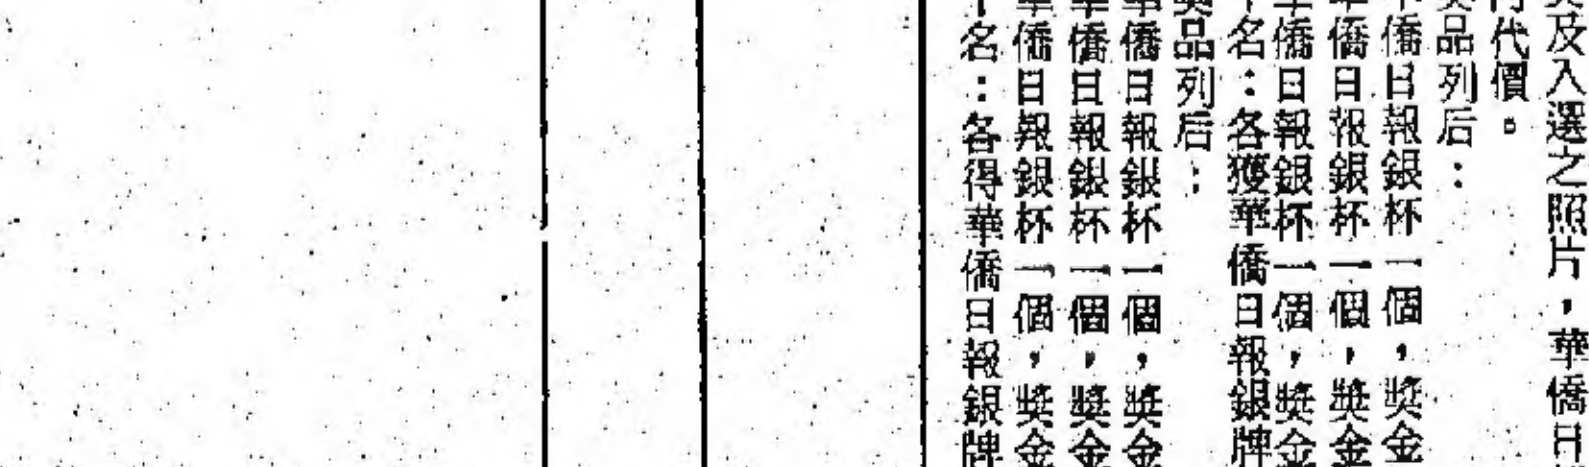 及入選之照片，華僑日
代價。
品列后：
僑日報銀杯一個，獎金
僑日報銀杯一個，獎金
僑日報銀杯一個，獎金
名：各獲華僑日報銀牌
品列后：
僑日報銀杯一個，獎金
僑日報銀杯一個，獎金
僑日報銀杯一個，獎金
名：各得華僑日報銀牌